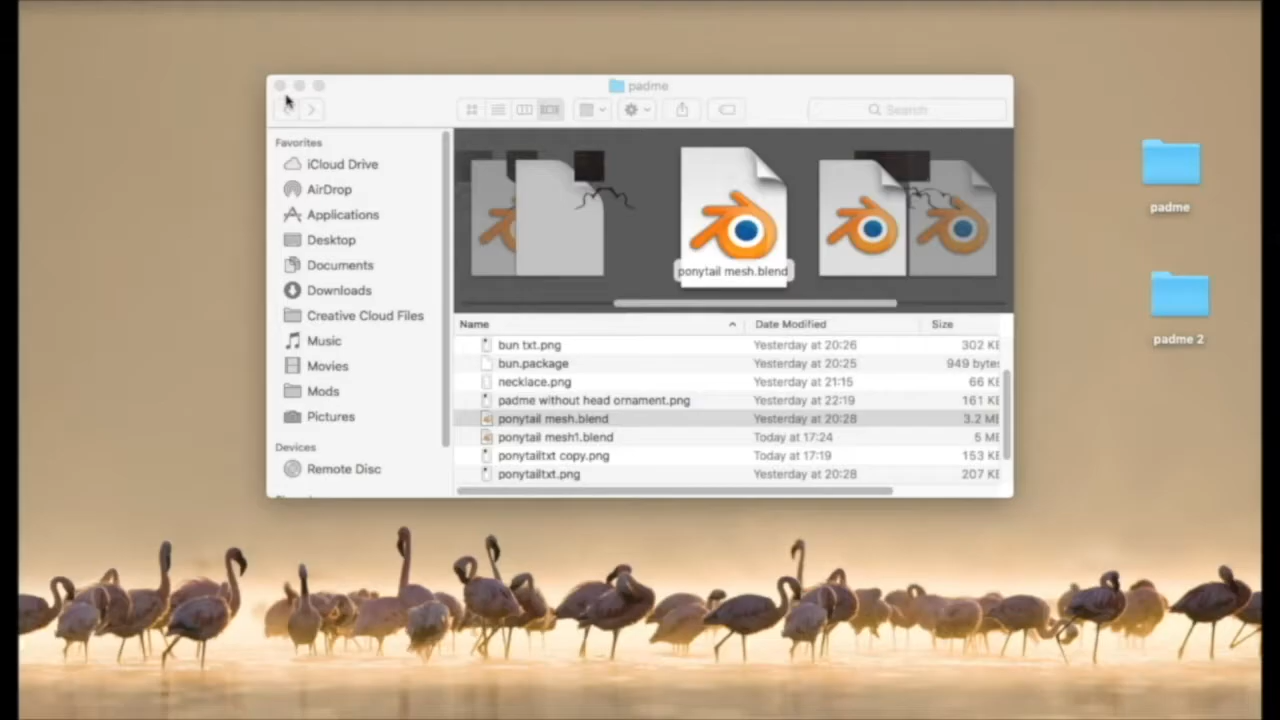 padme
Search
Favorites
iCloud Drive
AirDrop
Applications
Desktop
Documents
Downloads
Creative Cloud Files
Music
Movies
Mods
Pictures
Devices
Remote Disc
ponytail mesh.blend
Name Date Modified Size
bun txt.png Yesterday at 20:26 302 KB
bun.package Yesterday at 20:28 949 bytes
necklace.png Yesterday at 21:15 66 KB
padme without head ornament.png Yesterday at 22:19 161 KB
ponytail mesh.blend Yesterday at 20:28 3.2 MB
ponytail mesh1.blend Today at 17:24 5 MB
ponytailtxt copy.png Today at 17:19 153 KB
ponytailtxt.png Yesterday at 20:28 207 KB
padme
padme 2